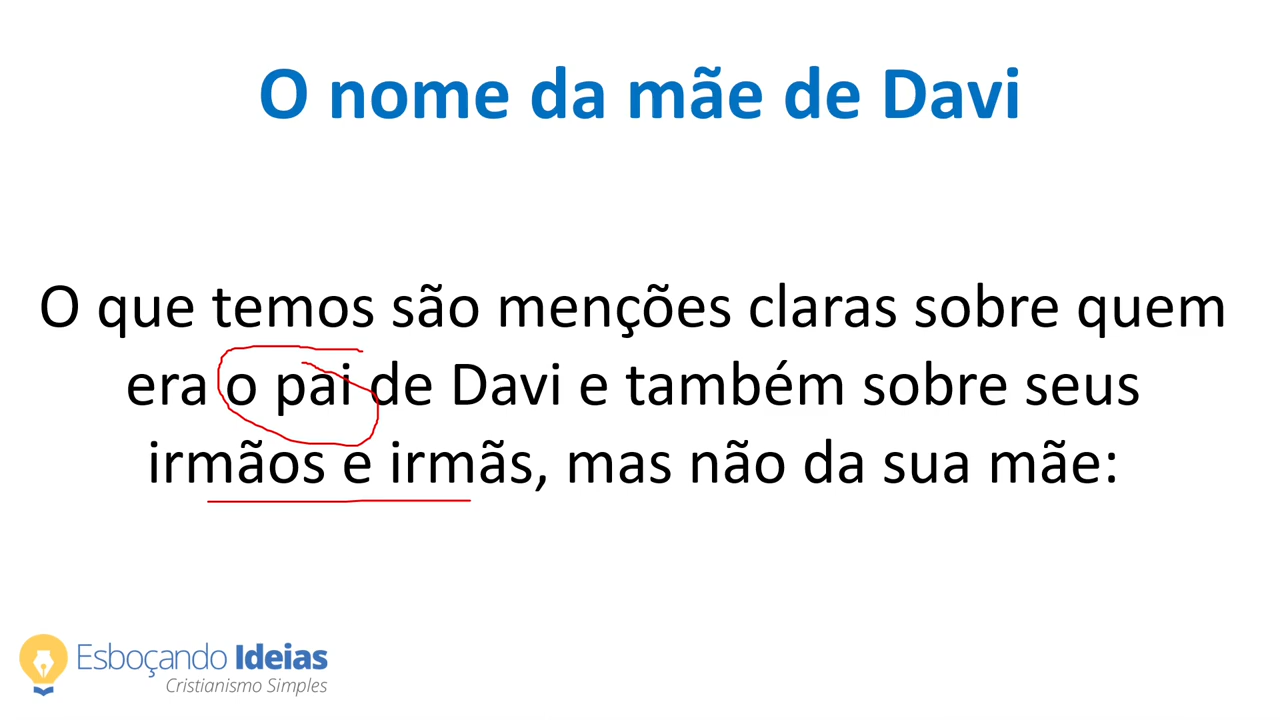 O nome da mãe de Davi
O que temos são menções claras sobre quem
era o pai de Davi e também sobre seus
irmãos e irmãs, mas não da sua mãe:
Esboçando Ideias
Cristianismo Simples